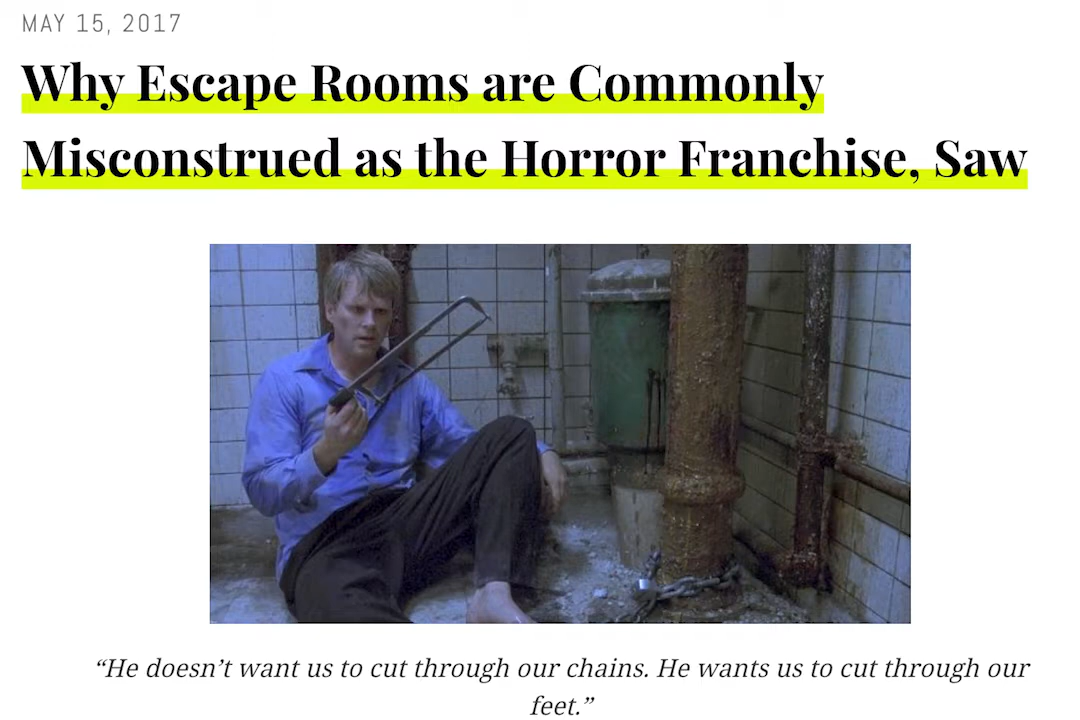 MAY 15, 2017
Why Escape Rooms are Commonly
Misconstrued as the Horror Franchise, Saw
“He doesn’t want us to cut through our chains. He wants us to cut through our
feet.”